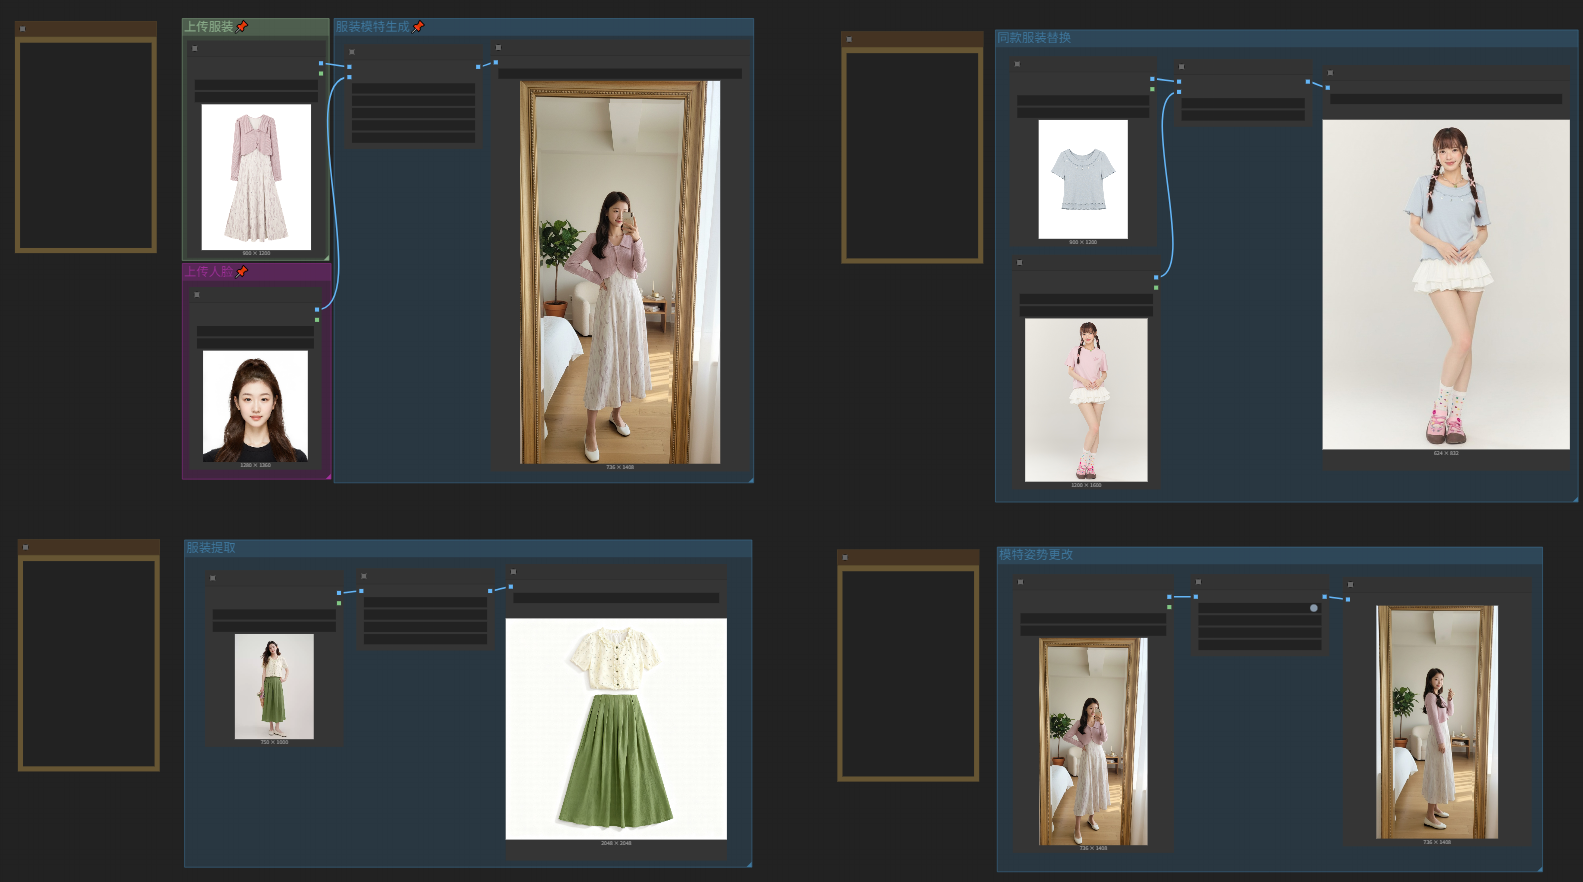 上传服装📌
服装模特生成📌
900 × 1200
上传人脸📌
1280 × 1360
736 × 1408
同款服装替换
900 × 1200
1200 × 1600
624 × 832
服装提取
2048 × 2048
模特姿势更改
736 × 1408
736 × 1408